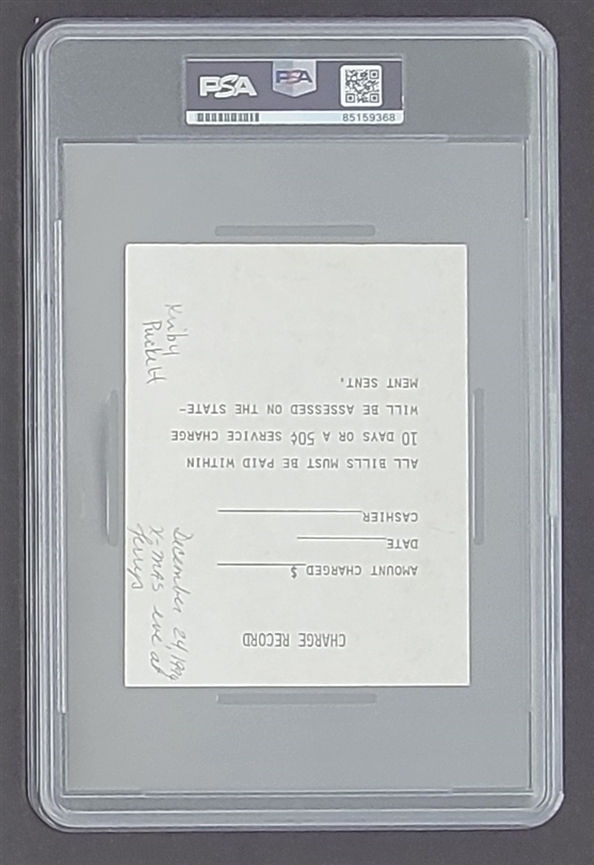 PSA
PSA
85159368
Kirby
Puckett
CHARGE RECORD
AMOUNT CHARGED $
DATE
CASHIER
ALL BILLS MUST BE PAID WITHIN
10 DAYS OR A 50¢ SERVICE CHARGE
WILL BE ASSESSED ON THE STATE-
MENT SENT.
December 24,
X-MAS eve, at